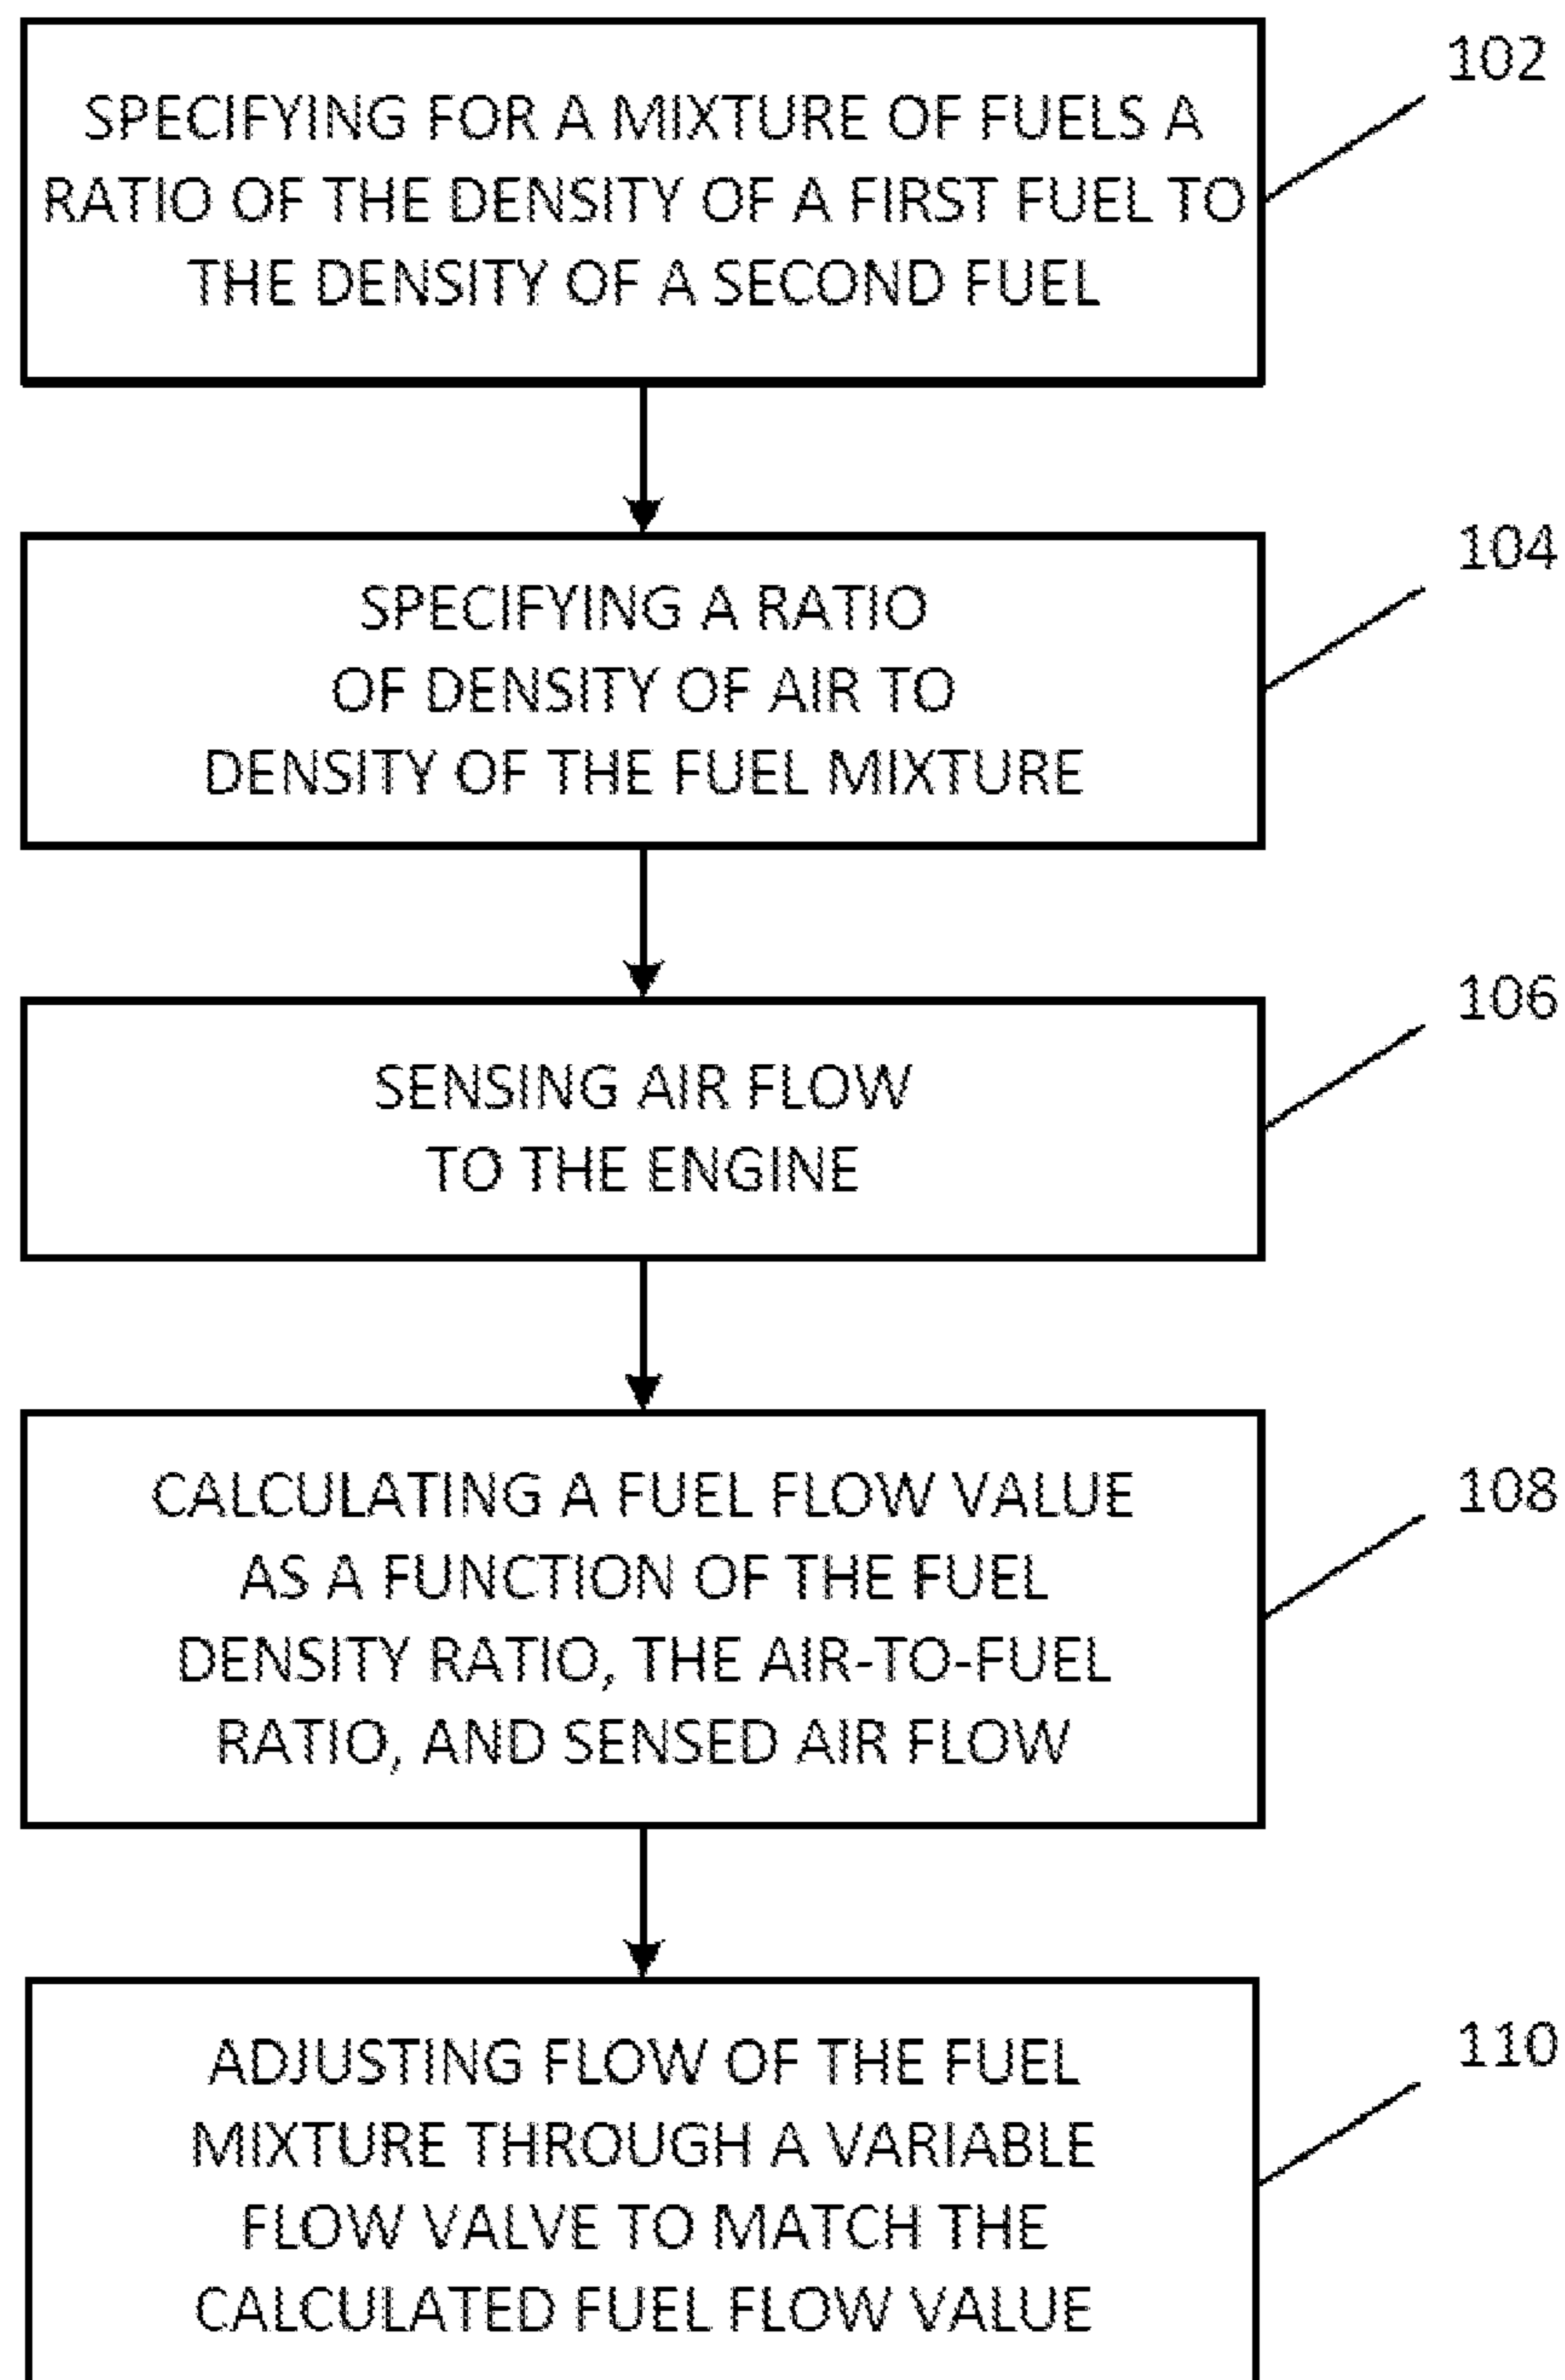 102
SPECIFYING FOR A MIXTURE OF FUELS A
RATIO OF THE DENSITY OF A FIRST FUEL TO
THE DENSITY OF A SECOND FUEL
104
SPECIFYING A RATIO
OF DENSITY OF AIR TO
DENSITY OF THE FUEL MIXTURE
106
SENSING AIR FLOW
TO THE ENGINE
108
CALCULATING A FUEL FLOW VALUE
AS A FUNCTION OF THE FUEL
DENSITY RATIO, THE AIR-TO-FUEL
RATIO, AND SENSED AIR FLOW
110
ADJUSTING FLOW OF THE FUEL
MIXTURE THROUGH A VARIABLE
FLOW VALVE TO MATCH THE
CALCULATED FUEL FLOW VALUE